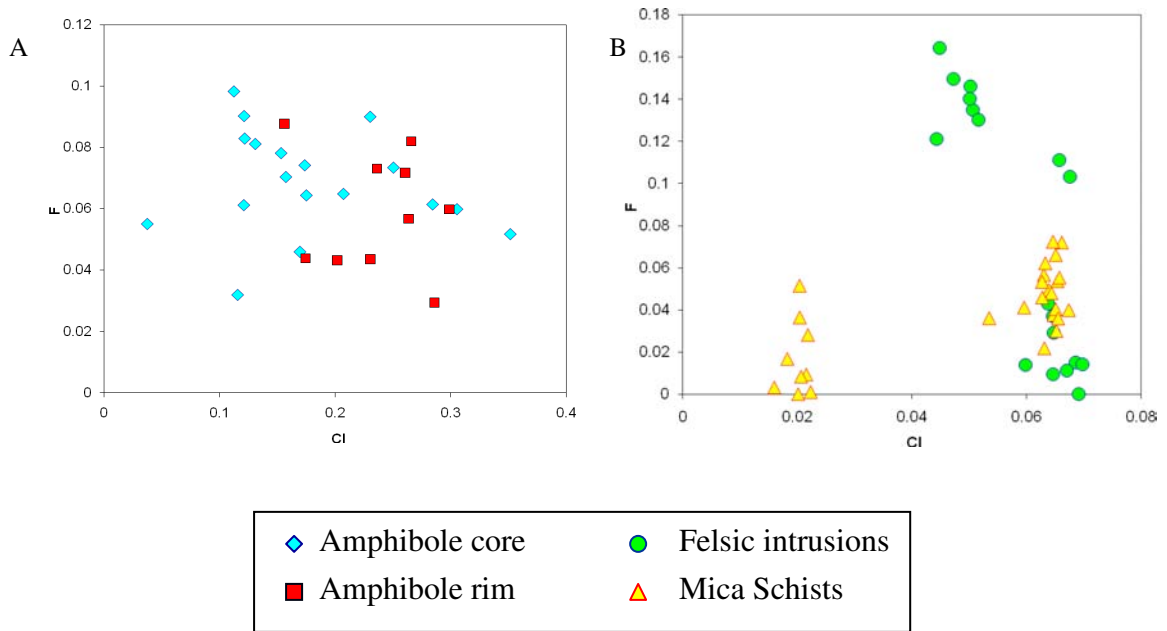 A
0.12
0.1
0.08
0.06
0.04
0.02
0
F
0 0.1 0.2 0.3 0.4
Cl
B
0.18
0.16
0.14
0.12
0.1
0.08
0.06
0.04
0.02
0
F
0 0.02 0.04 0.06 0.08
Cl
Amphibole core Felsic intrusions
Amphibole rim Mica Schists